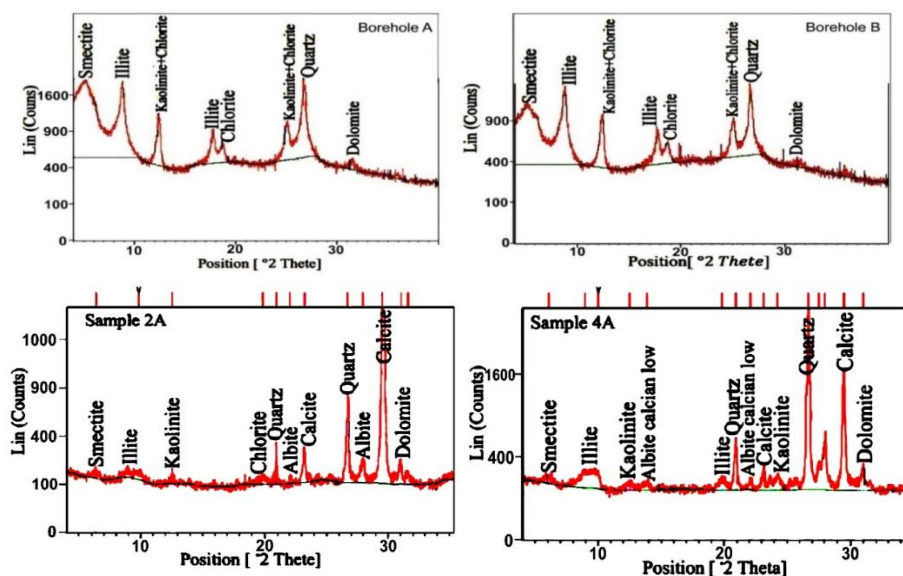 Borehole A
Smectite
Illite
Kaolinite+Chlorite
Illite
Chlorite
Kaolinite+Chlorite
Quartz
Dolomite
Lin (Couns)
1600
900
400
100
0
10
20
30
Position [ °2 Thete]
Borehole B
Smectite
Illite
Kaolinite+Chlorite
Illite
Chlorite
Kaolinite+Chlorite
Quartz
Dolomite
Lin (Couns)
900
400
100
0
10
20
30
Position[ °2 Thete]
Sample 2A
Smectite
Illite
Kaolinite
Chlorite
Quartz
Albite
Calcite
Quartz
Albite
Calcite
Dolomite
Lin (Counts)
1000
900
400
100
0
10
20
30
Position [ ˆ2 Thete]
Sample 4A
Smectite
Illite
Kaolinite
Albite calcian low
Illite
Quartz
Albite calcian low
Calcite
Kaolinite
Quartz
Calcite
Dolomite
Lin (Counts)
1600
400
0
10
20
30
Position [ ˆ2 Theta]